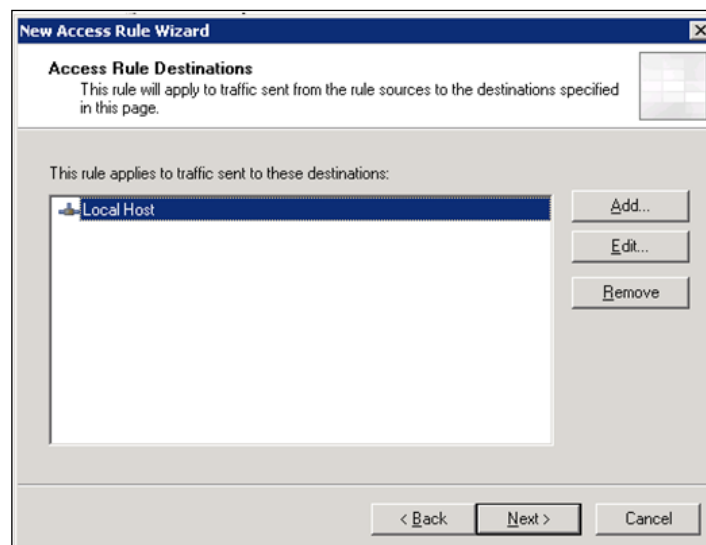 New Access Rule Wizard
Access Rule Destinations
This rule will apply to traffic sent from the rule sources to the destinations specified
in this page.
This rule applies to traffic sent to these destinations:
Local Host
Add...
Edit...
Remove
< Back
Next >
Cancel